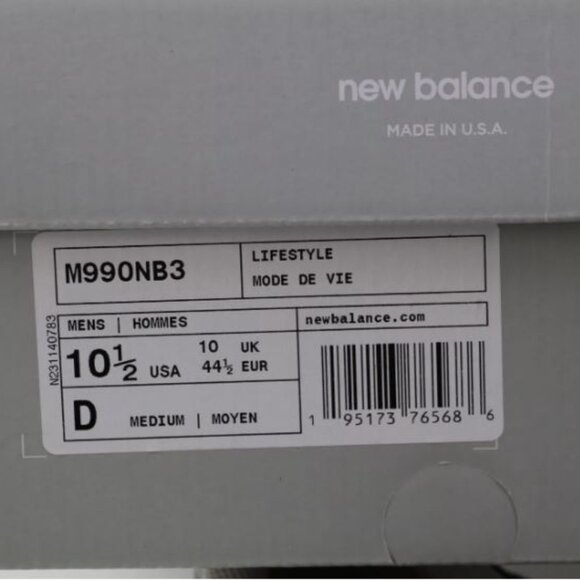 new balance
MADE IN U.S.A.
M990NB3
LIFESTYLE
MODE DE VIE
MENS | HOMMES
newbalance.com
10½ USA
10 UK
44½ EUR
D MEDIUM | MOYEN
N231140783
1 95173 76568 6